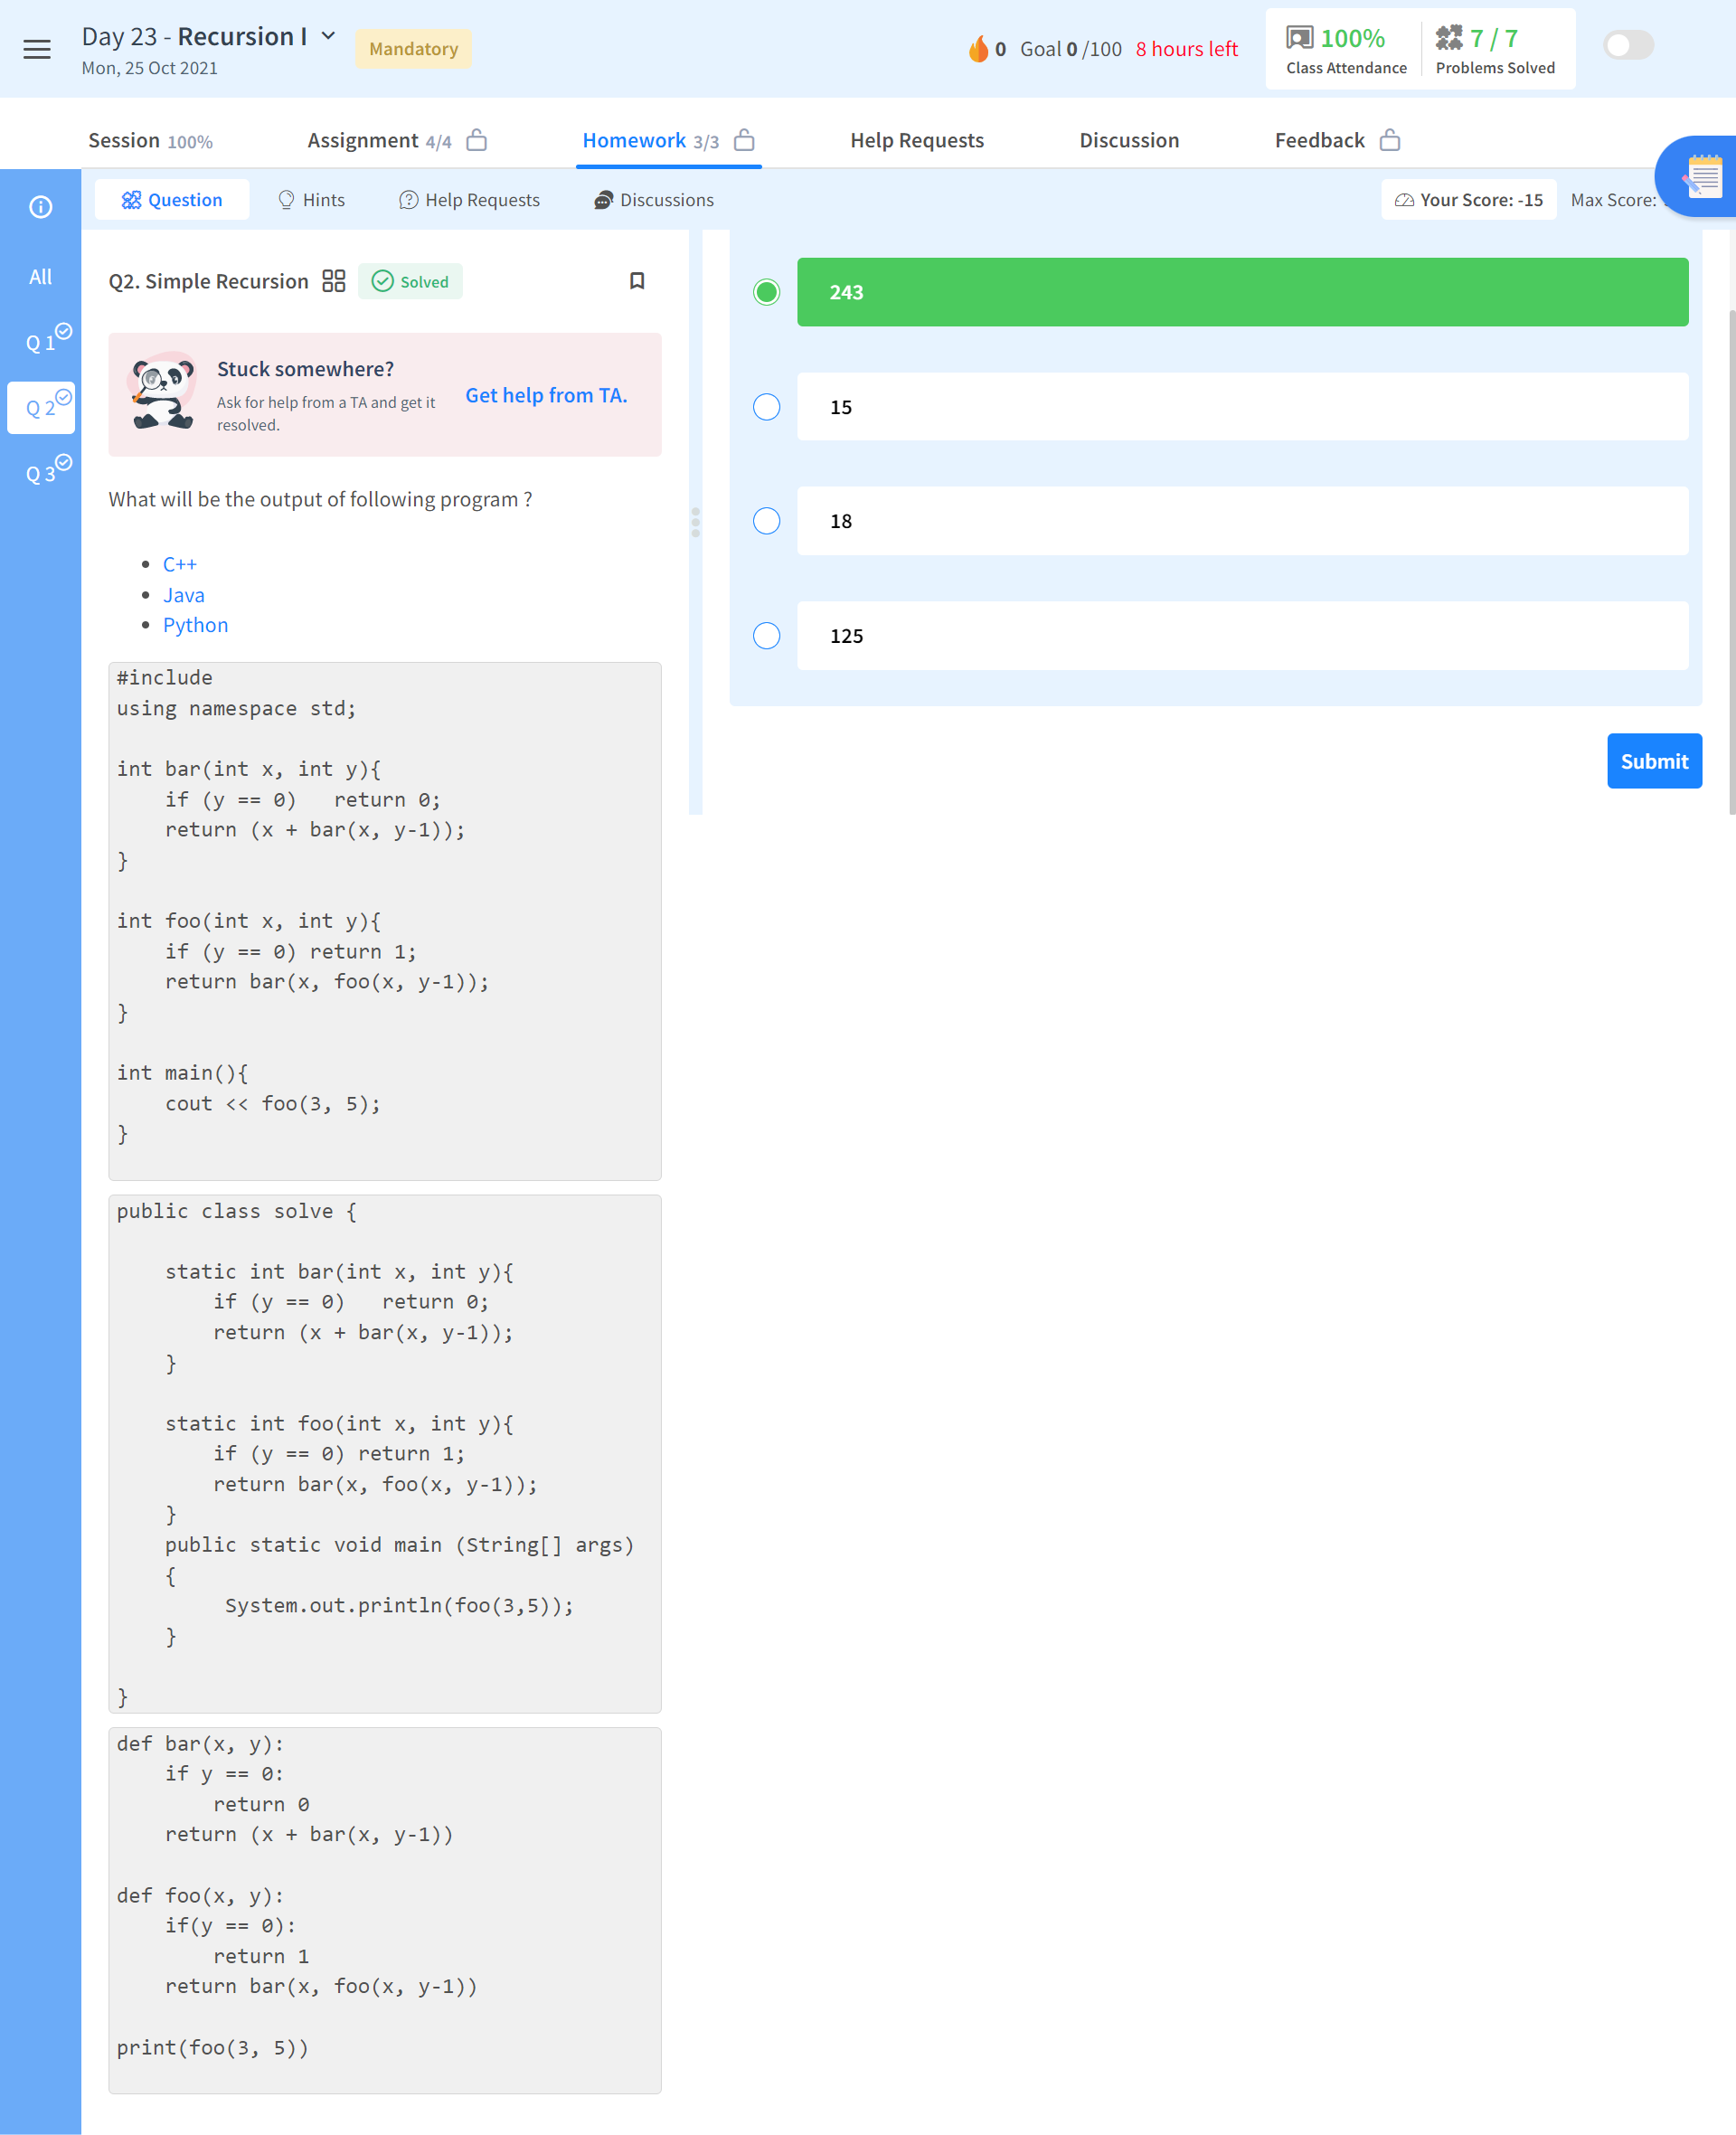 Day 23 - Recursion I
Mandatory
Mon, 25 Oct 2021
0 Goal 0 /100 8 hours left
100%
Class Attendance
7 / 7
Problems Solved
Session 100%
Assignment 4/4
Homework 3/3
Help Requests
Discussion
Feedback
Question
Hints
Help Requests
Discussions
Your Score: -15
Max Score:
All
Q 1
Q 2
Q 3
Q2. Simple Recursion
Solved
Stuck somewhere?
Ask for help from a TA and get it
resolved.
Get help from TA.
What will be the output of following program ?
C++
Java
Python
#include
using namespace std;
int bar(int x, int y){
    if (y == 0)   return 0;
    return (x + bar(x, y-1));
}
int foo(int x, int y){
    if (y == 0) return 1;
    return bar(x, foo(x, y-1));
}
int main(){
    cout << foo(3, 5);
}
public class solve {
    static int bar(int x, int y){
        if (y == 0)   return 0;
        return (x + bar(x, y-1));
    }
    static int foo(int x, int y){
        if (y == 0) return 1;
        return bar(x, foo(x, y-1));
    }
    public static void main (String[] args)
    {
         System.out.println(foo(3,5));
    }
}
def bar(x, y):
    if y == 0:
        return 0
    return (x + bar(x, y-1))
def foo(x, y):
    if(y == 0):
        return 1
    return bar(x, foo(x, y-1))
print(foo(3, 5))
243
15
18
125
Submit